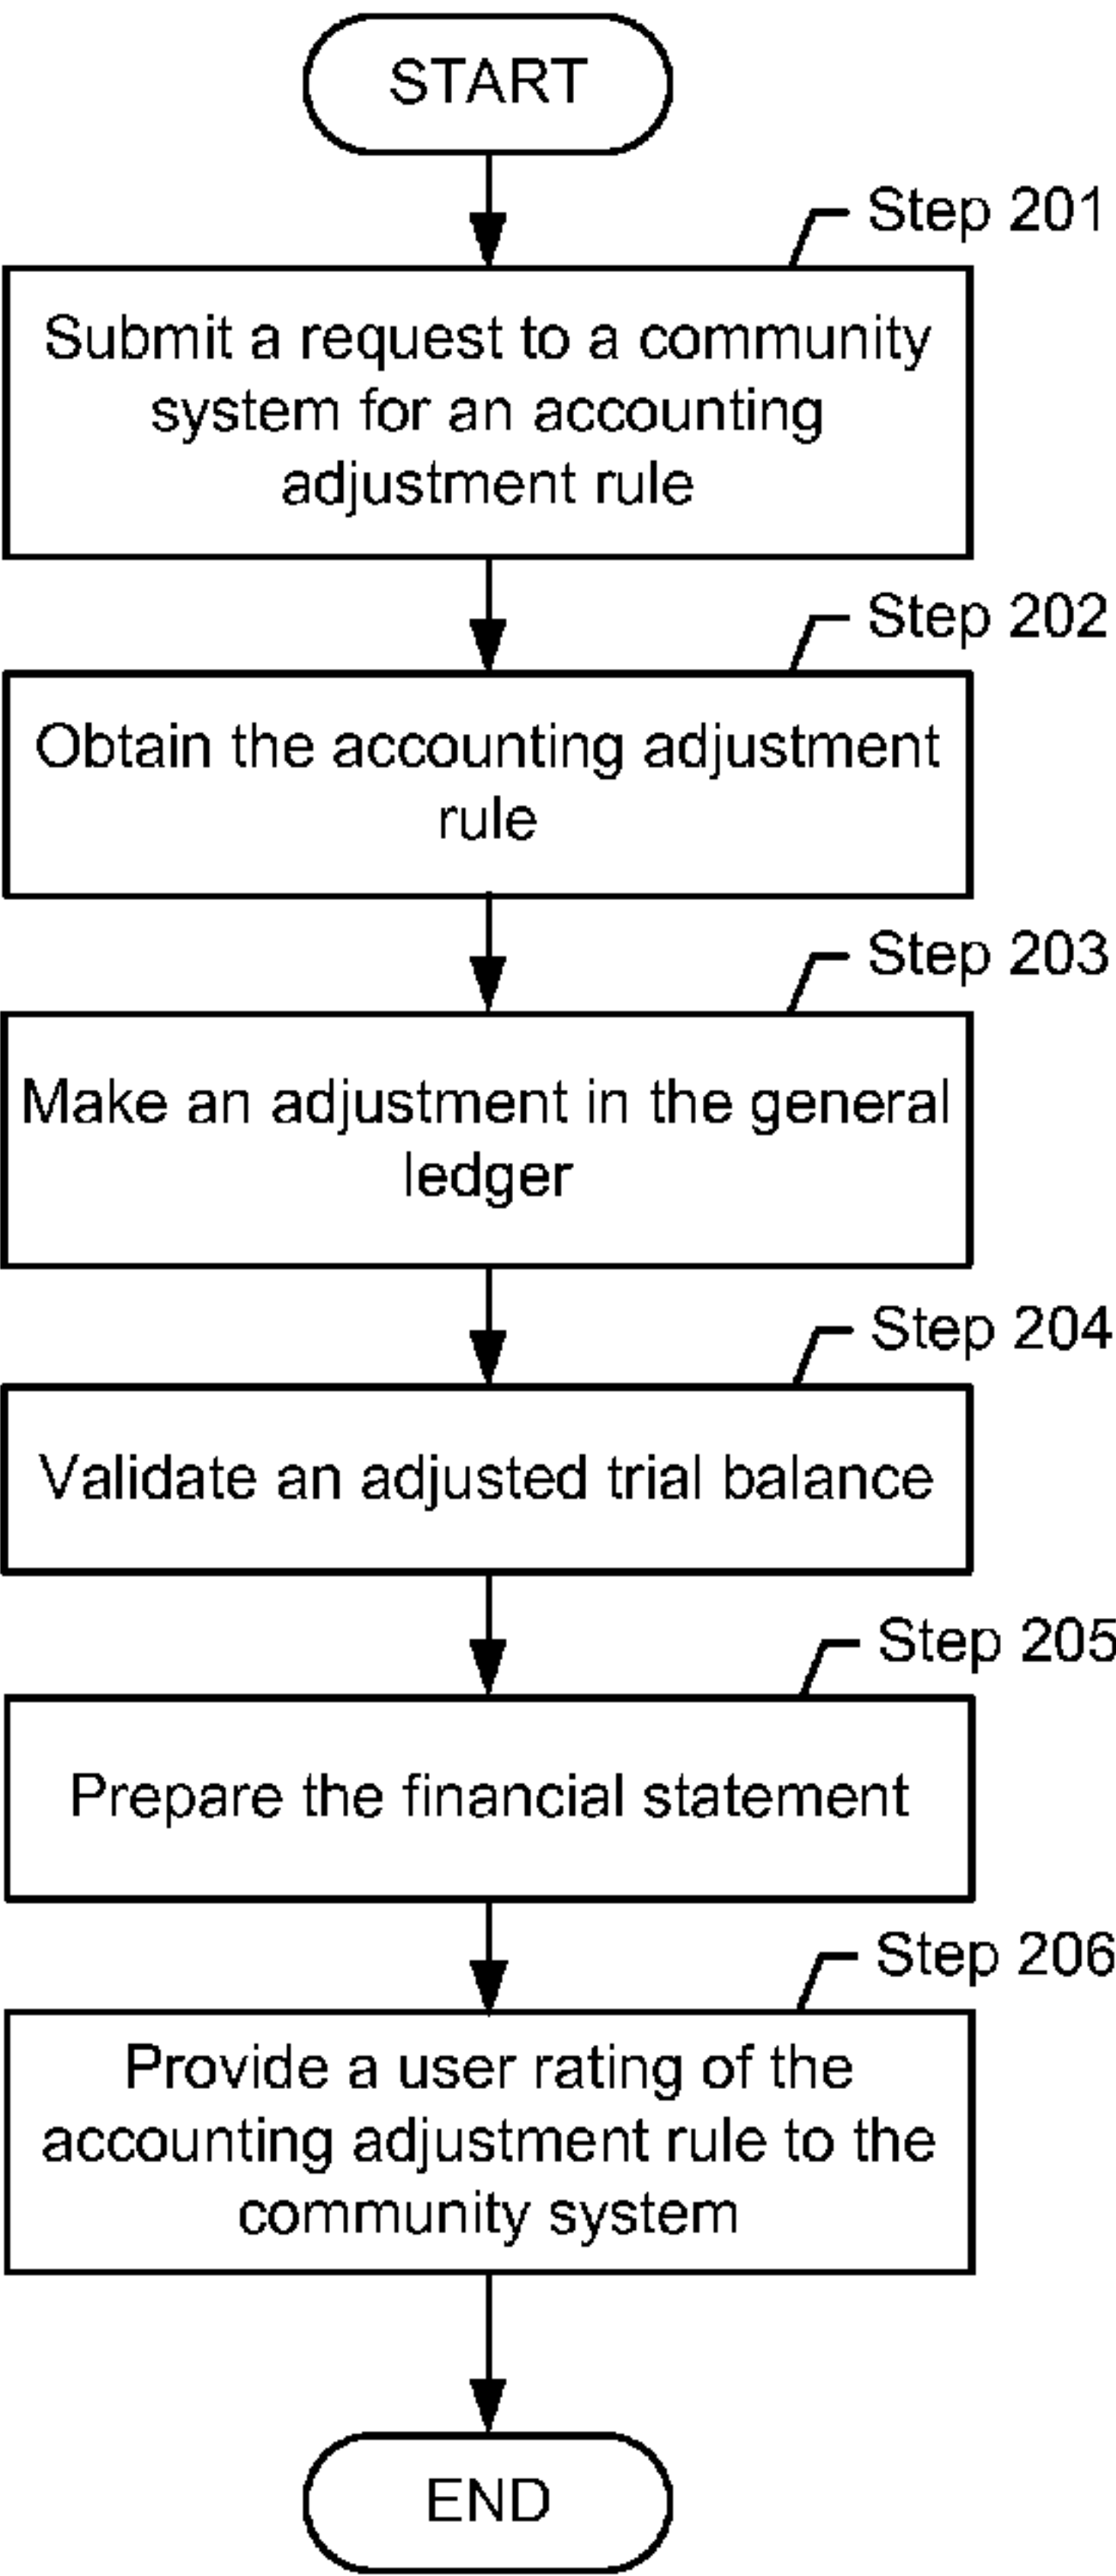 START
Step 201
Submit a request to a community
system for an accounting
adjustment rule
Step 202
Obtain the accounting adjustment
rule
Step 203
Make an adjustment in the general
ledger
Step 204
Validate an adjusted trial balance
Step 205
Prepare the financial statement
Step 206
Provide a user rating of the
accounting adjustment rule to the
community system
END